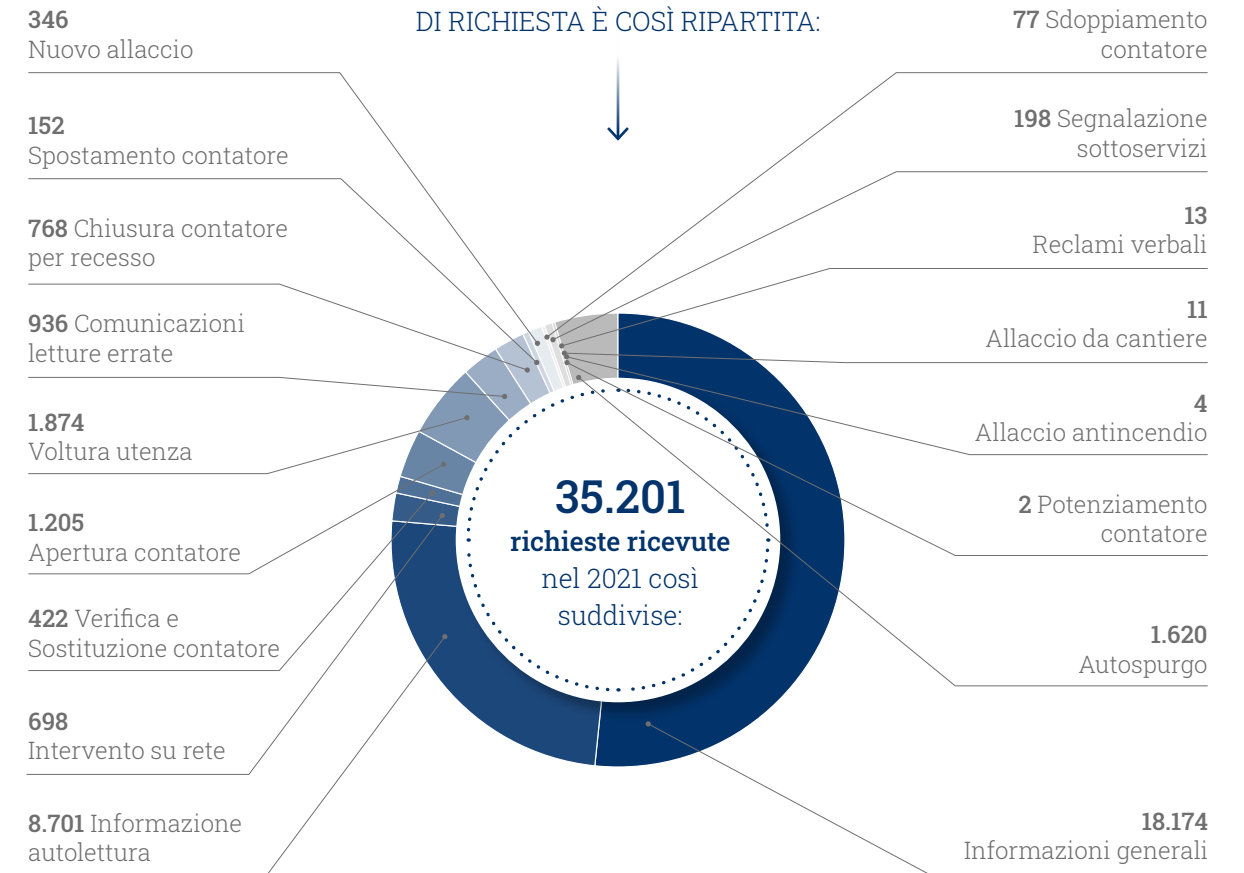 DI RICHIESTA È COSÌ RIPARTITA:
346
Nuovo allaccio
152
Spostamento contatore
768 Chiusura contatore
per recesso
936 Comunicazioni
letture errate
1.874
Voltura utenza
1.205
Apertura contatore
422 Verifica e
Sostituzione contatore
698
Intervento su rete
8.701 Informazione
autolettura
35.201
richieste ricevute
nel 2021 così
suddivise:
77 Sdoppiamento
contatore
198 Segnalazione
sottoservizi
13
Reclami verbali
11
Allaccio da cantiere
4
Allaccio antincendio
2 Potenziamento
contatore
1.620
Autospurgo
18.174
Informazioni generali